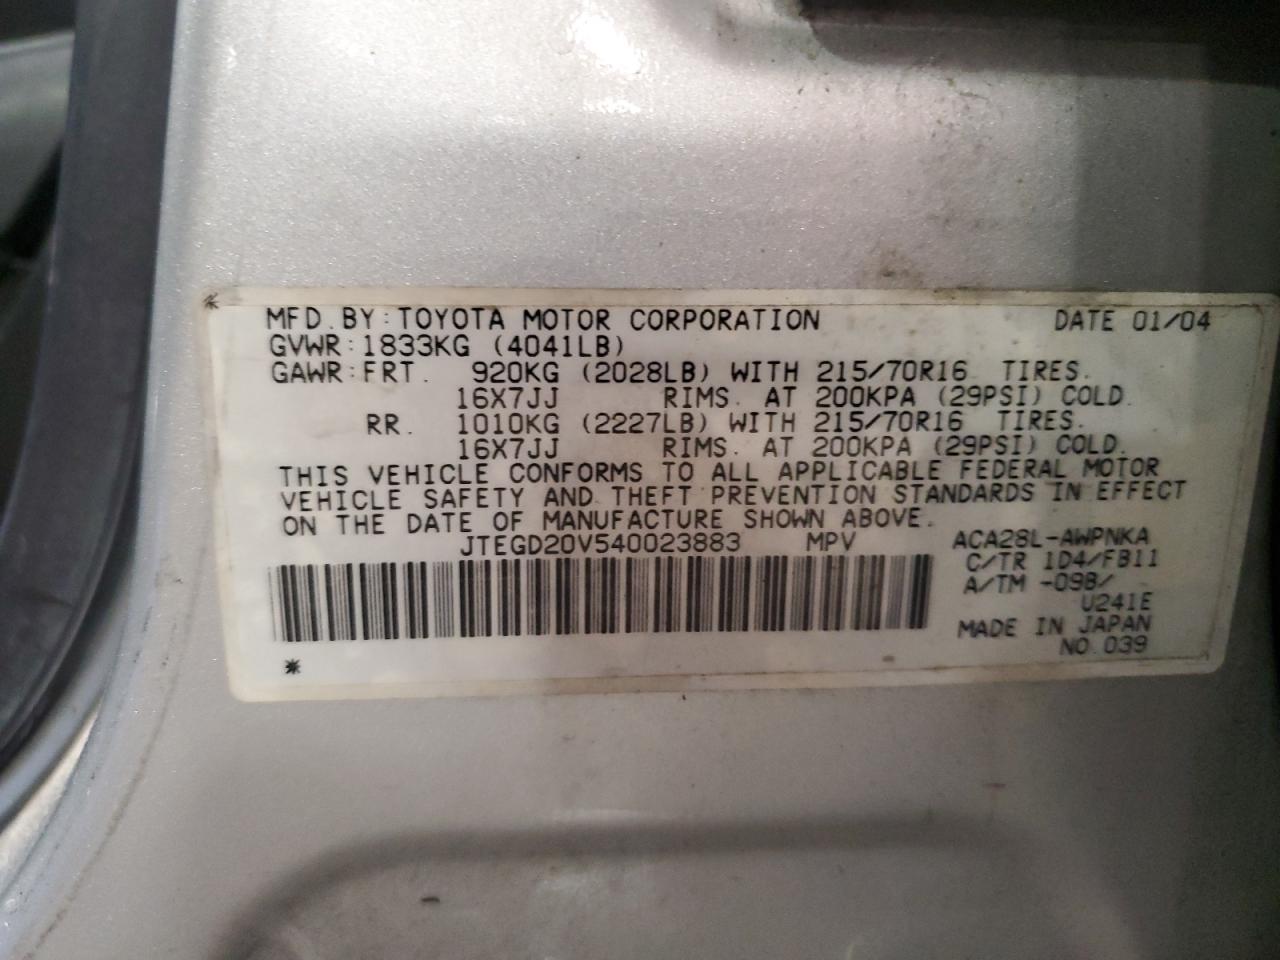 MFD. BY: TOYOTA MOTOR CORPORATION DATE 01/04
GVWR: 1833KG (4041LB)
GAWR: FRT. 920KG (2028LB) WITH 215/70R16 TIRES.
16X7JJ RIMS. AT 200KPA (29PSI) COLD.
RR. 1010KG (2227LB) WITH 215/70R16 TIRES.
16X7JJ RIMS. AT 200KPA (29PSI) COLD.
THIS VEHICLE CONFORMS TO ALL APPLICABLE FEDERAL MOTOR
VEHICLE SAFETY AND THEFT PREVENTION STANDARDS IN EFFECT
ON THE DATE OF MANUFACTURE SHOWN ABOVE.
JTEGD20V540023883 MPV ACA28L-AWPNKA
C/TR 1D4/FB11
A/TM -09B/
U241E
MADE IN JAPAN
NO.039